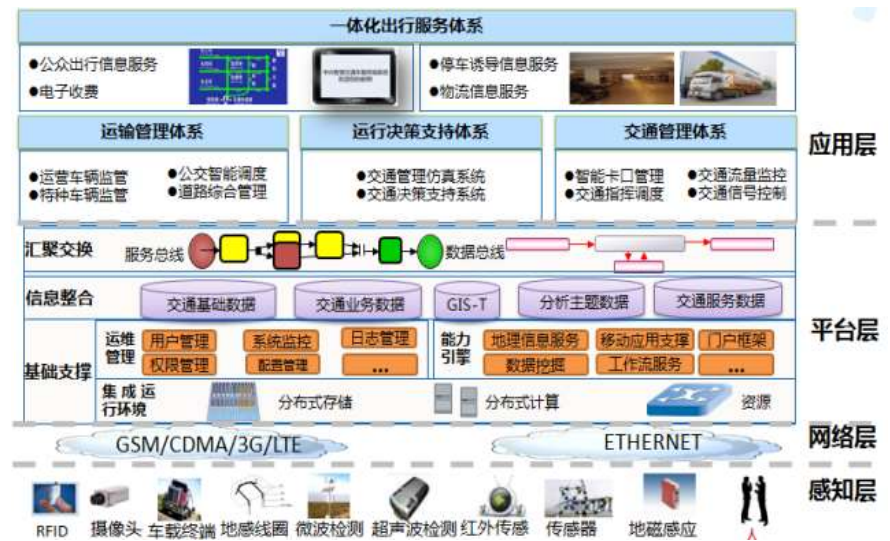 一体化出行服务体系
●公众出行信息服务
●电子收费
●停车诱导信息服务
●物流信息服务
运输管理体系
运行决策支持体系
交通管理体系
应用层
●运营车辆监管
●特种车辆监管
●公交智能调度
●道路综合管理
●交通管理仿真系统
●交通决策支持系统
●智能卡口管理
●交通指挥调度
●交通流量监控
●交通信号控制
汇聚交换
服务总线
数据总线
信息整合
交通基础数据
交通业务数据
GIS-T
分析主题数据
交通服务数据
平台层
基础支撑
运维管理
用户管理
系统监控
日志管理
权限管理
配置管理
...
能力引擎
地理信息服务
移动应用支撑
门户框架
数据挖掘
工作流服务
...
集成运行环境
分布式存储
分布式计算
资源
GSM/CDMA/3G/LTE
ETHERNET
网络层
感知层
RFID
摄像头
车载终端
地感线圈
微波检测
超声波检测
红外传感
传感器
地磁感应
人